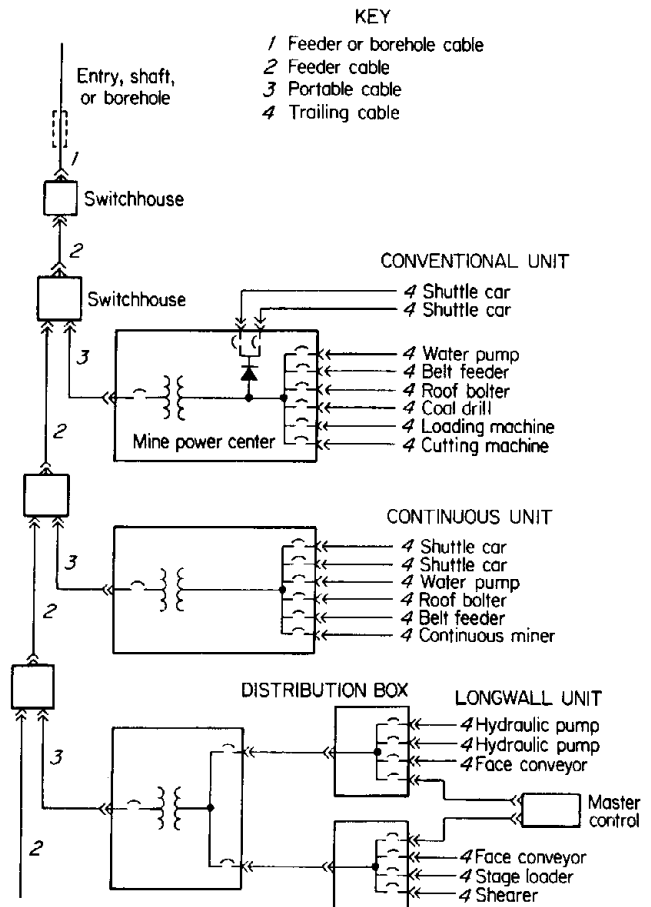 KEY
1 Feeder or borehole cable
2 Feeder cable
3 Portable cable
4 Trailing cable
Entry, shaft,
or borehole
1
Switchhouse
2
Switchhouse
CONVENTIONAL UNIT
4 Shuttle car
4 Shuttle car
3
4 Water pump
4 Belt feeder
4 Roof bolter
4 Coal drill
4 Loading machine
4 Cutting machine
Mine power center
2
CONTINUOUS UNIT
3
4 Shuttle car
4 Shuttle car
4 Water pump
4 Roof bolter
4 Belt feeder
4 Continuous miner
2
DISTRIBUTION BOX
LONGWALL UNIT
3
4 Hydraulic pump
4 Hydraulic pump
4 Face conveyor
Master
control
2
4 Face conveyor
4 Stage loader
4 Shearer